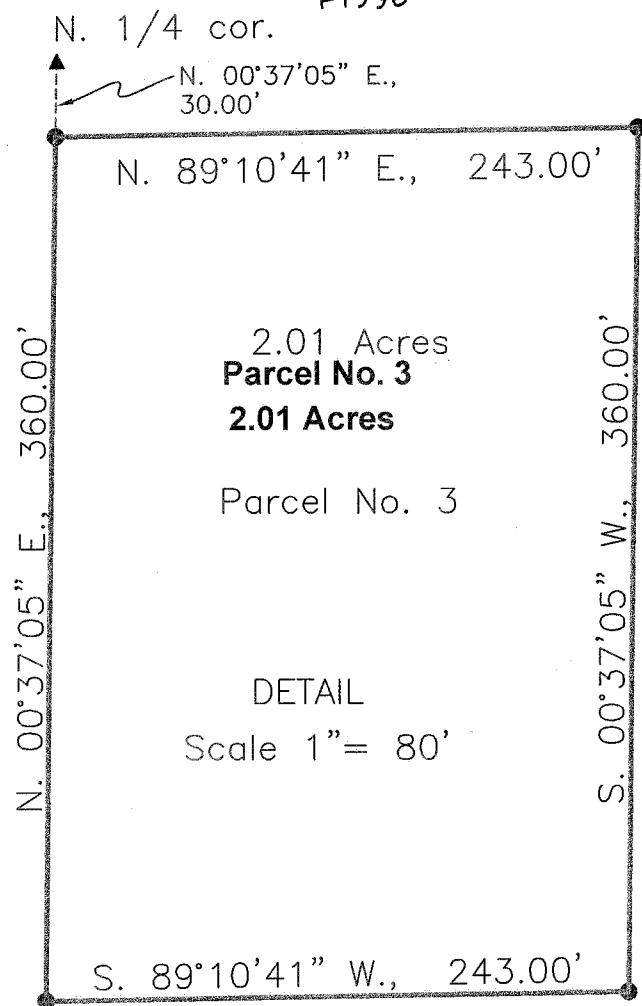 N. 1/4 cor.
N. 00°37'05" E.,
30.00'
N. 89°10'41" E., 243.00'
N. 00°37'05" E., 360.00'
S. 00°37'05" W., 360.00'
2.01 Acres
Parcel No. 3
2.01 Acres
Parcel No. 3
DETAIL
Scale 1"= 80'
S. 89°10'41" W., 243.00'